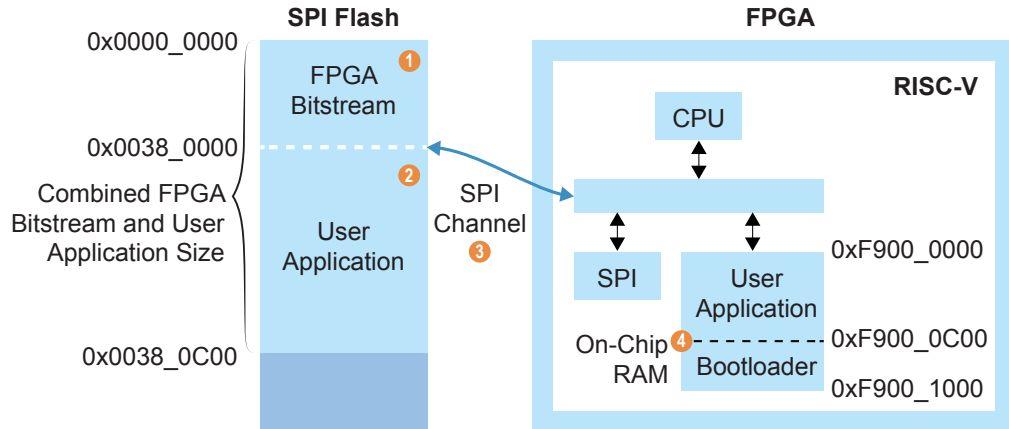 SPI Flash
FPGA
0x0000_0000
1
FPGA
Bitstream
0x0038_0000
Combined FPGA
Bitstream and User
Application Size
2
User
Application
0x0038_0C00
SPI
Channel
3
RISC-V
CPU
SPI
User
Application
0xF900_0000
On-Chip
RAM
4
0xF900_0C00
Bootloader
0xF900_1000